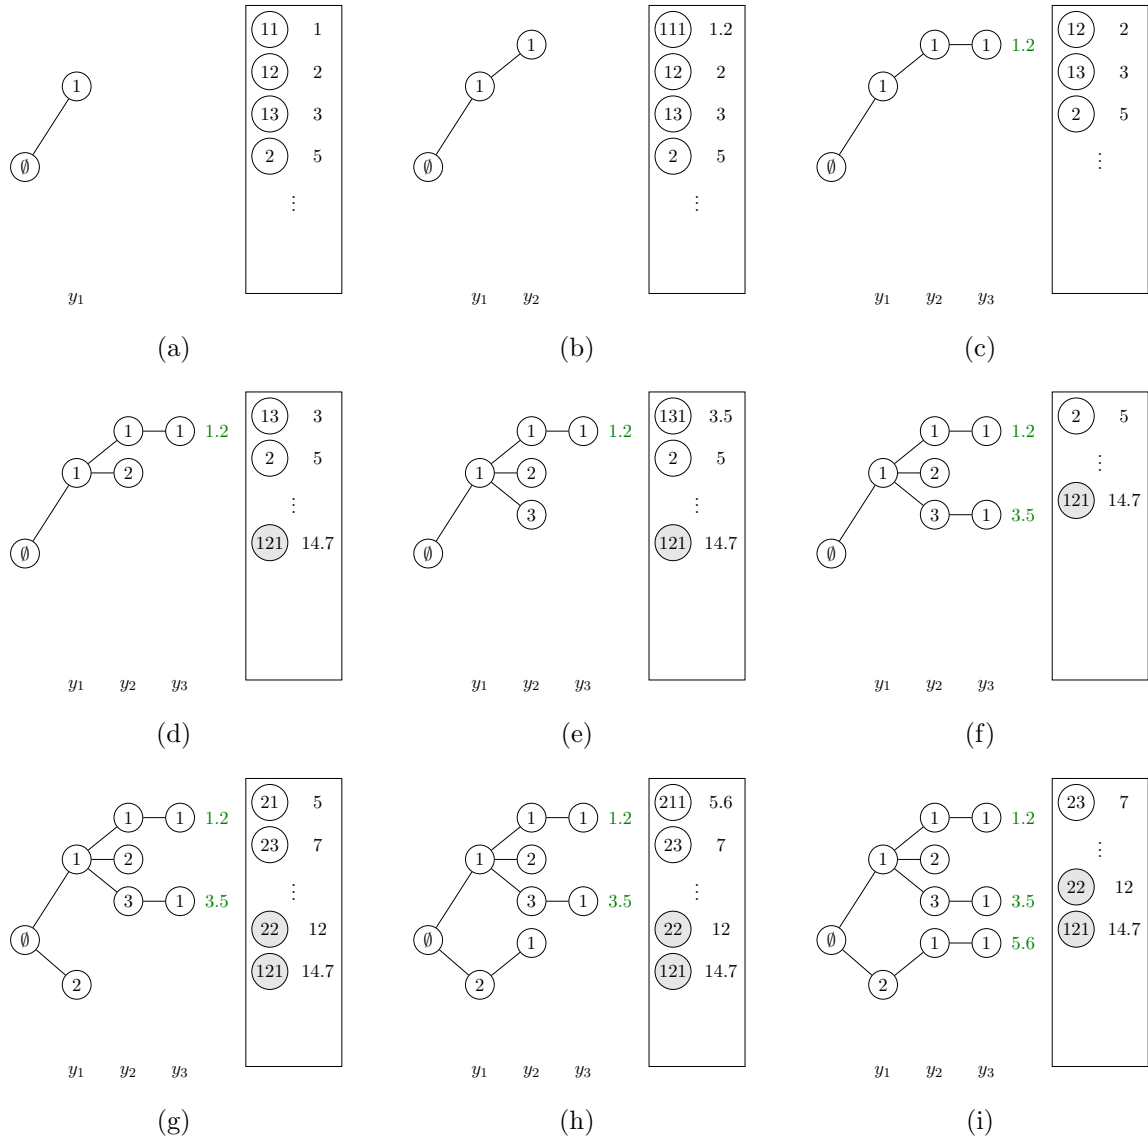 1
∅
y₁
11 1
12 2
13 3
2 5
⋮
(a)
1
1
∅
y₁ y₂
111 1.2
12 2
13 3
2 5
⋮
(b)
1 1 1.2
1
∅
y₁ y₂ y₃
12 2
13 3
2 5
⋮
(c)
1 1 1.2
1 2
∅
y₁ y₂ y₃
13 3
2 5
⋮
121 14.7
(d)
1 1 1.2
1 2
3
∅
y₁ y₂ y₃
131 3.5
2 5
⋮
121 14.7
(e)
1 1 1.2
1 2
3 1 3.5
∅
y₁ y₂ y₃
2 5
⋮
121 14.7
(f)
1 1 1.2
1 2
3 1 3.5
∅
2
y₁ y₂ y₃
21 5
23 7
⋮
22 12
121 14.7
(g)
1 1 1.2
1 2
3 1 3.5
∅ 1
2
y₁ y₂ y₃
211 5.6
23 7
⋮
22 12
121 14.7
(h)
1 1 1.2
1 2
3 1 3.5
∅ 1 1 5.6
2
y₁ y₂ y₃
23 7
⋮
22 12
121 14.7
(i)